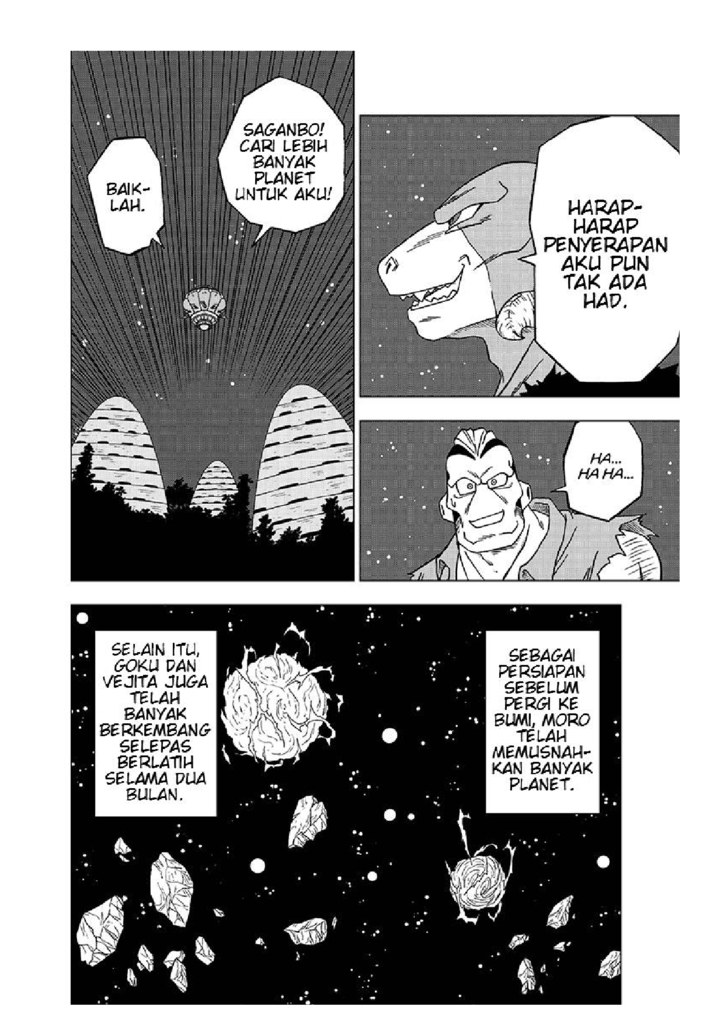 HARAP-
HARAP
PENYERAPAN
AKU PUN
TAK ADA
HAD.
HA...
HA HA...
SAGANBO!
CARI LEBIH
BANYAK
PLANET
UNTUK AKU!
BAIK-
LAH.
SEBAGAI
PERSIAPAN
SEBELUM
PERGI KE
BUMI, MORO
TELAH
MEMUSNAH-
KAN BANYAK
PLANET.
SELAIN ITU,
GOKU DAN
VEJITA JUGA
TELAH
BANYAK
BERKEMBANG
SELEPAS
BERLATIH
SELAMA DUA
BULAN.